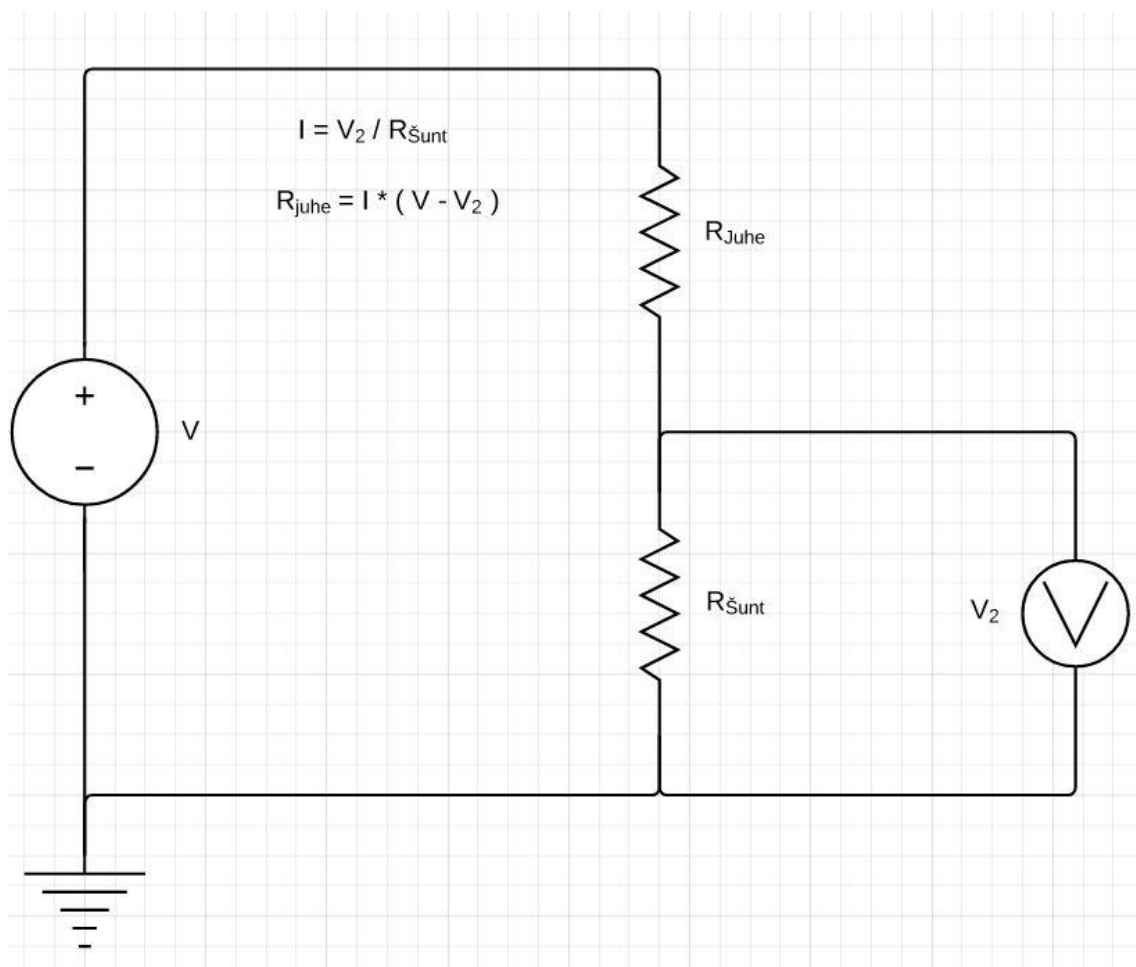 I = V₂ / RŠunt
Rjuhe = I * ( V - V₂ )
RJuhe
+
V
−
RŠunt
V₂
V